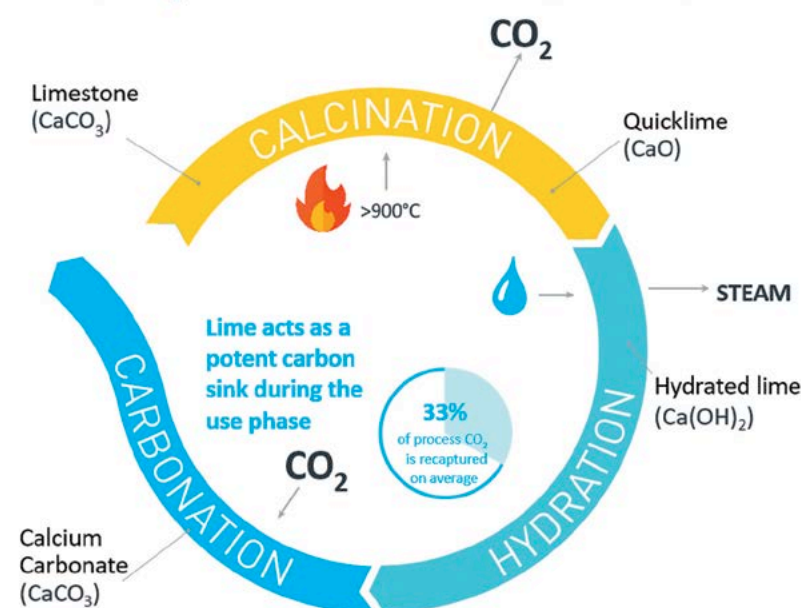 CO₂
Limestone
(CaCO₃)
CALCINATION
Quicklime
(CaO)
>900°C
STEAM
Lime acts as a
potent carbon
sink during the
use phase
33%
of process CO₂
is recaptured
on average
Hydrated lime
(Ca(OH)₂)
HYDRATION
CO₂
CARBONATION
Calcium
Carbonate
(CaCO₃)